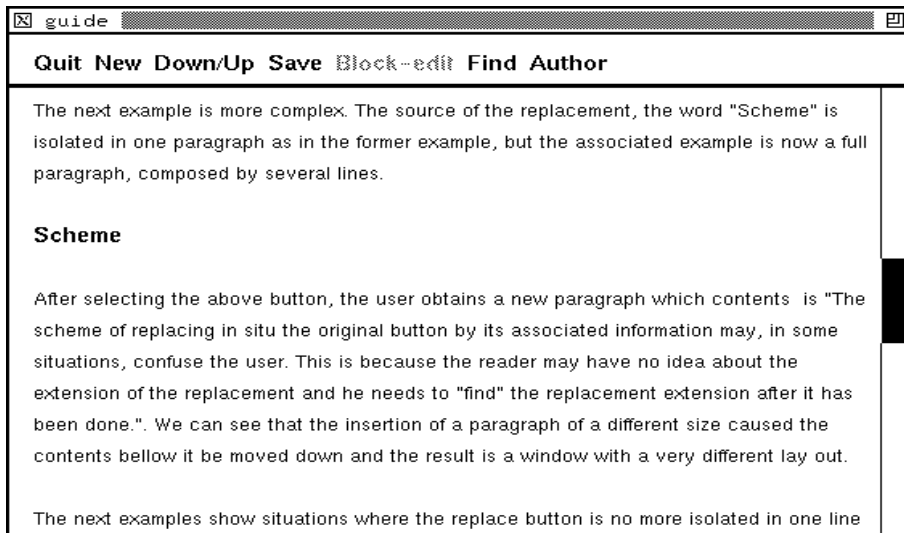 guide
Quit New Down/Up Save Block-edit Find Author
The next example is more complex. The source of the replacement, the word "Scheme" is
isolated in one paragraph as in the former example, but the associated example is now a full
paragraph, composed by several lines.
Scheme
After selecting the above button, the user obtains a new paragraph which contents  is "The
scheme of replacing in situ the original button by its associated information may, in some
situations, confuse the user. This is because the reader may have no idea about the
extension of the replacement and he needs to "find" the replacement extension after it has
been done.". We can see that the insertion of a paragraph of a different size caused the
contents bellow it be moved down and the result is a window with a very different lay out.
The next examples show situations where the replace button is no more isolated in one line